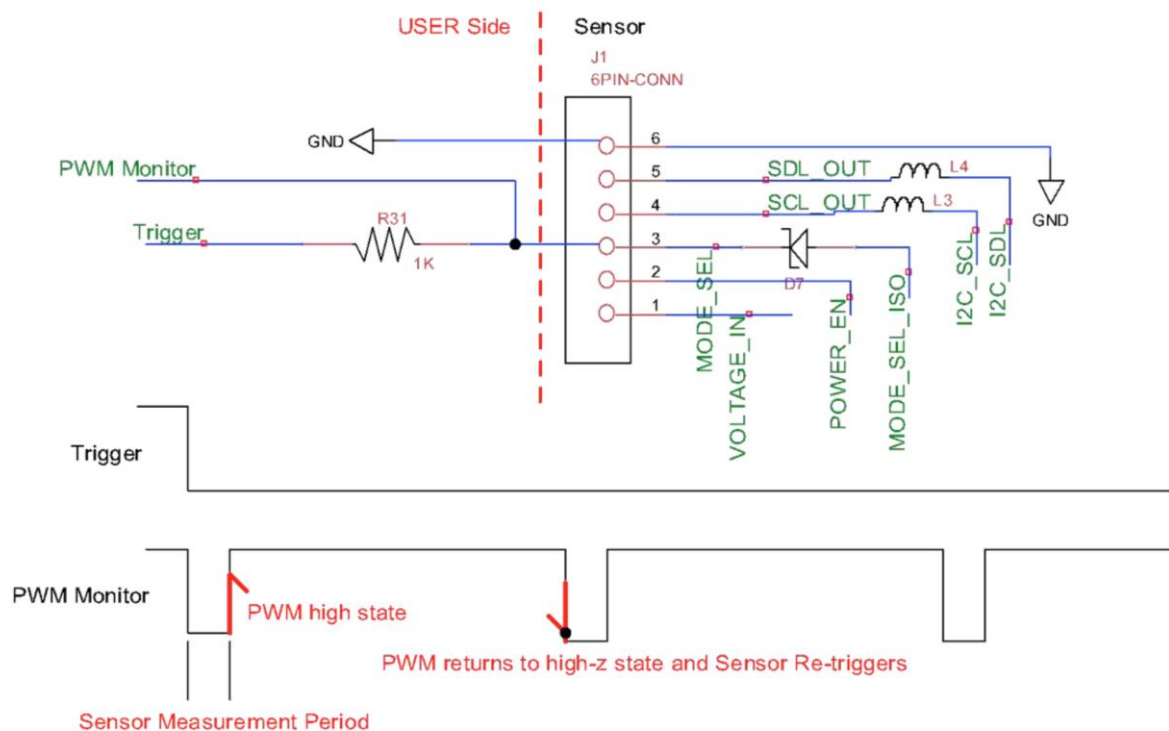 USER Side
Sensor
J1
6PIN-CONN
GND
6
PWM Monitor
5
SDL_OUT
L4
SCL_OUT
L3
4
GND
R31
Trigger
1K
3
MODE_SEL
D7
2
1
VOLTAGE_IN
POWER_EN
MODE_SEL_ISO
I2C_SCL
I2C_SDL
Trigger
PWM Monitor
PWM high state
PWM returns to high-z state and Sensor Re-triggers
Sensor Measurement Period